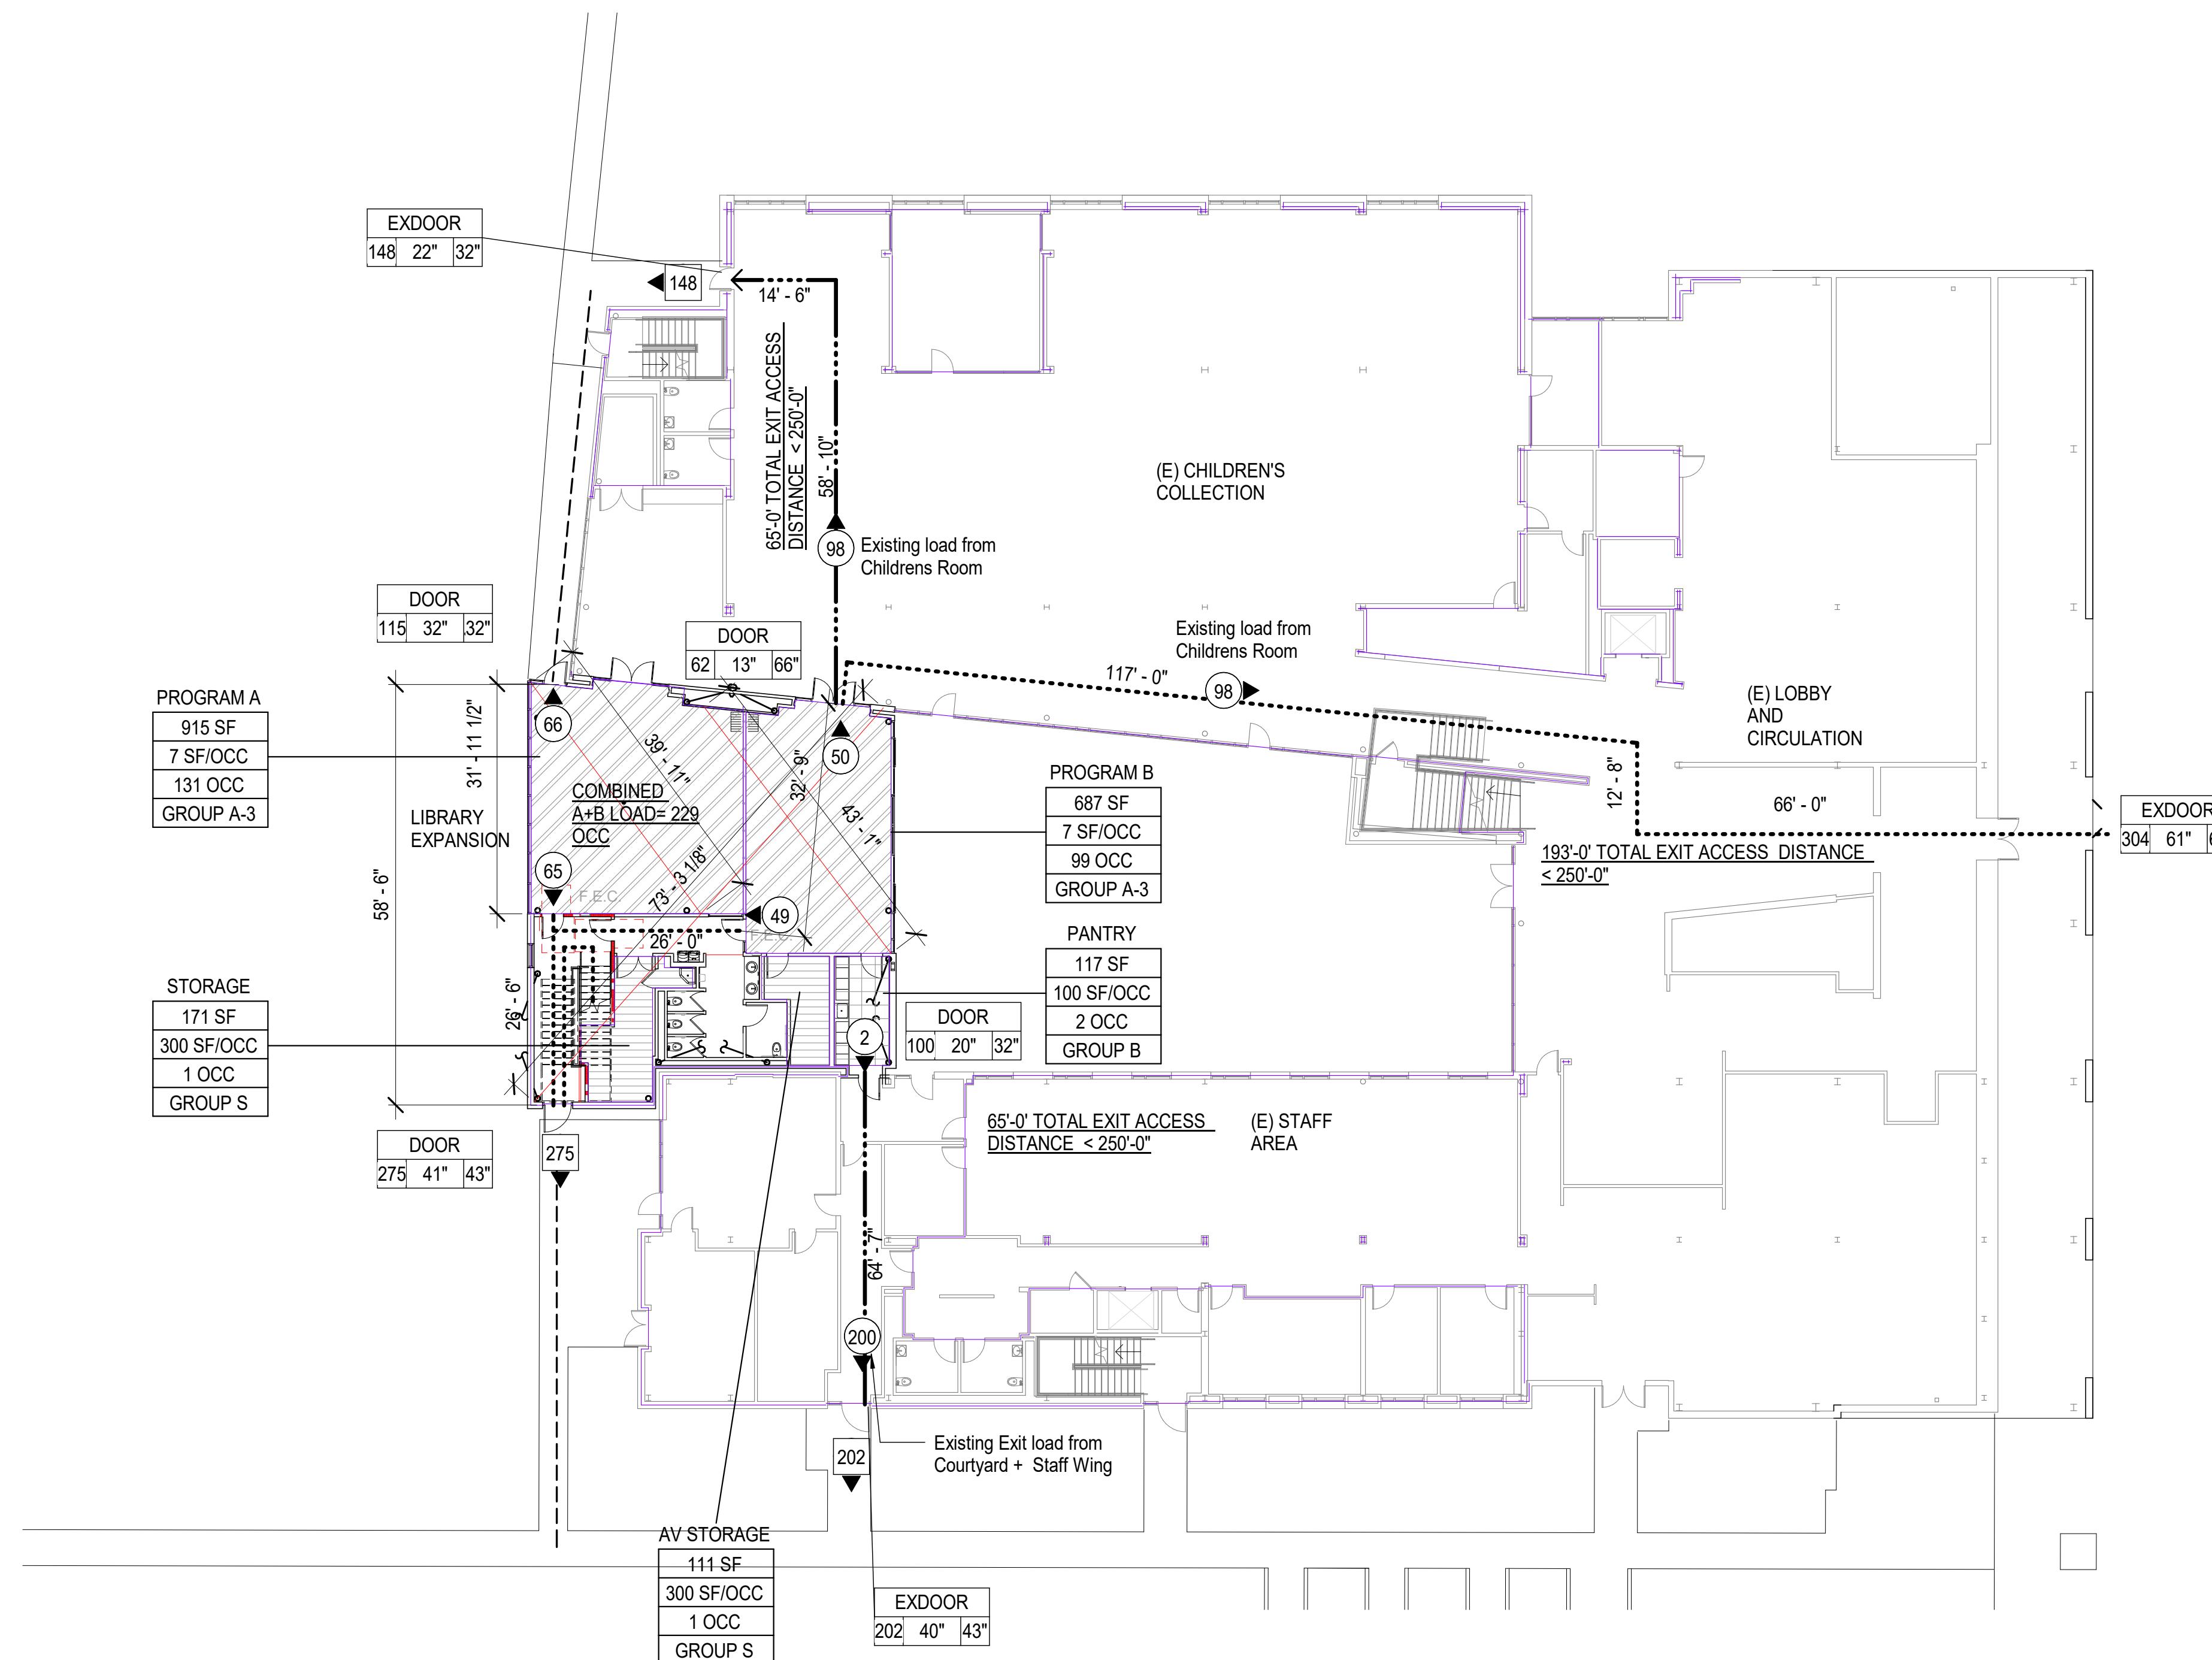 EXDOOR
148 22" 32"
148
14' - 6"
65'-0' TOTAL EXIT ACCESS
DISTANCE < 250'-0"
58' - 10"
(E) CHILDREN'S
COLLECTION
98
Existing load from
Childrens Room
DOOR
115 32" 32"
DOOR
62 13" 66"
Existing load from
Childrens Room
117' - 0"
98
(E) LOBBY
AND
CIRCULATION
PROGRAM A
915 SF
7 SF/OCC
131 OCC
GROUP A-3
31' - 11 1/2"
66
39' - 11"
32' - 9"
50
43' - 1"
COMBINED
A+B LOAD= 229
OCC
LIBRARY
EXPANSION
PROGRAM B
687 SF
7 SF/OCC
99 OCC
GROUP A-3
12' - 8"
66' - 0"
EXDOOR
304 61"
193'-0' TOTAL EXIT ACCESS DISTANCE
< 250'-0"
58' - 6"
65
F.E.C.
73' - 3 1/8"
49
F.E.C.
26' - 0"
PANTRY
117 SF
100 SF/OCC
2 OCC
GROUP B
STORAGE
171 SF
300 SF/OCC
1 OCC
GROUP S
26' - 6"
2
DOOR
100 20" 32"
DOOR
275 41" 43"
275
65'-0' TOTAL EXIT ACCESS
DISTANCE < 250'-0"
(E) STAFF
AREA
64' - 7"
200
Existing Exit load from
Courtyard + Staff Wing
202
AV STORAGE
111 SF
300 SF/OCC
1 OCC
GROUP S
EXDOOR
202 40" 43"